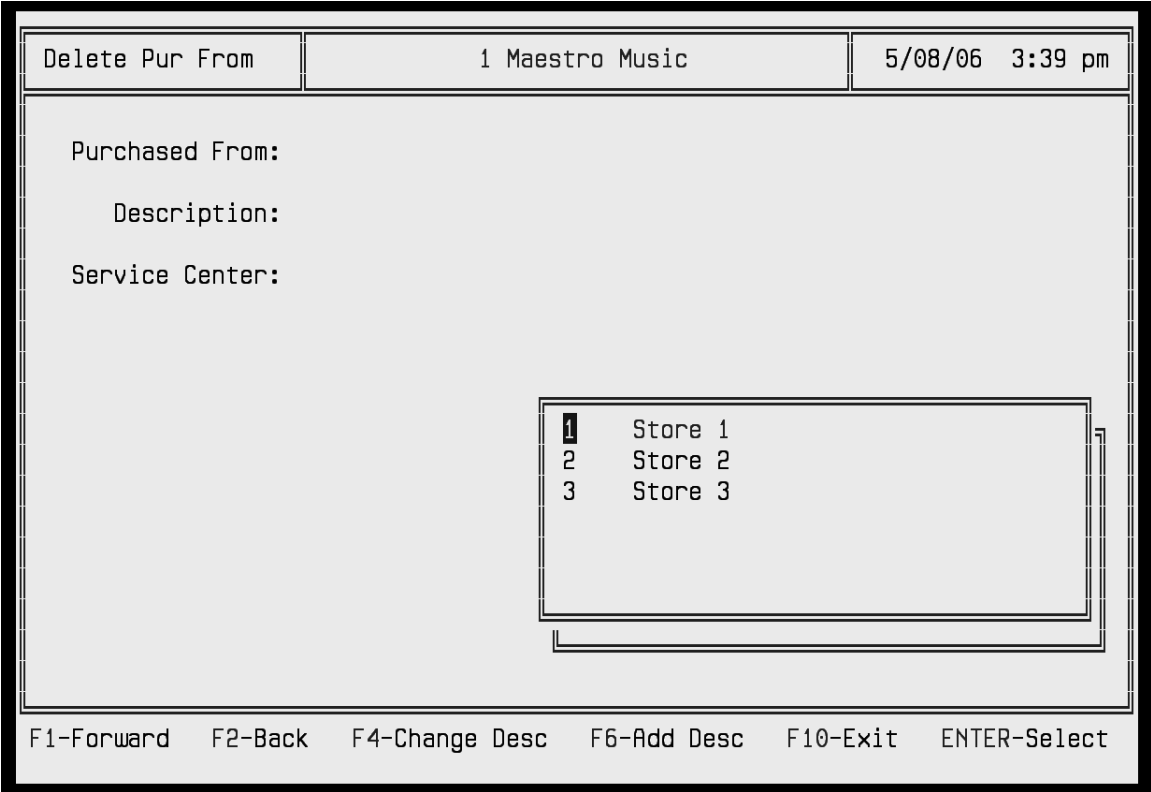 Delete Pur From 1 Maestro Music 5/08/06 3:39 pm
Purchased From:
Description:
Service Center:
1 Store 1
2 Store 2
3 Store 3
F1-Forward F2-Back F4-Change Desc F6-Add Desc F10-Exit ENTER-Select